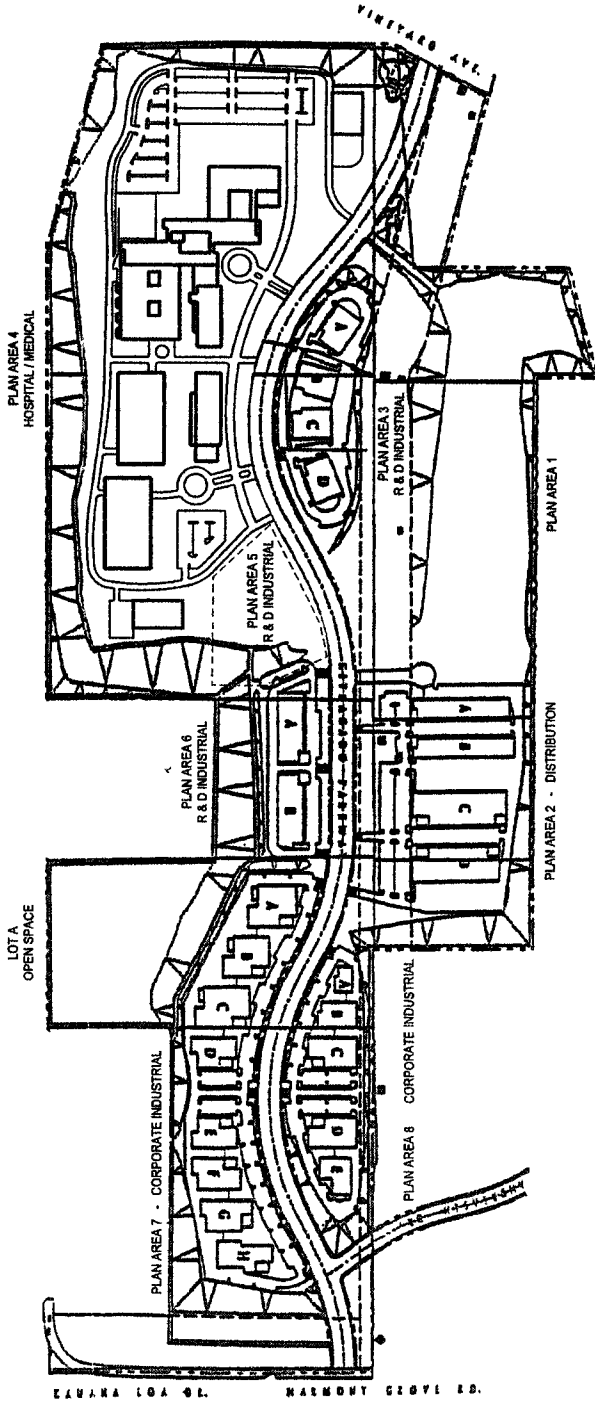 VINEYARD AVE.
PLAN AREA 4
HOSPITAL / MEDICAL
A
B
C
D
PLAN AREA 3
R & D INDUSTRIAL
PLAN AREA 1
PLAN AREA 5
R & D INDUSTRIAL
PLAN AREA 6
R & D INDUSTRIAL
A
B
A
B
C
D
PLAN AREA 2 - DISTRIBUTION
LOT A
OPEN SPACE
A
B
C
D
E
F
G
H
PLAN AREA 7 - CORPORATE INDUSTRIAL
A
B
C
D
E
PLAN AREA 8 CORPORATE INDUSTRIAL
HARMONY GROVE RD.